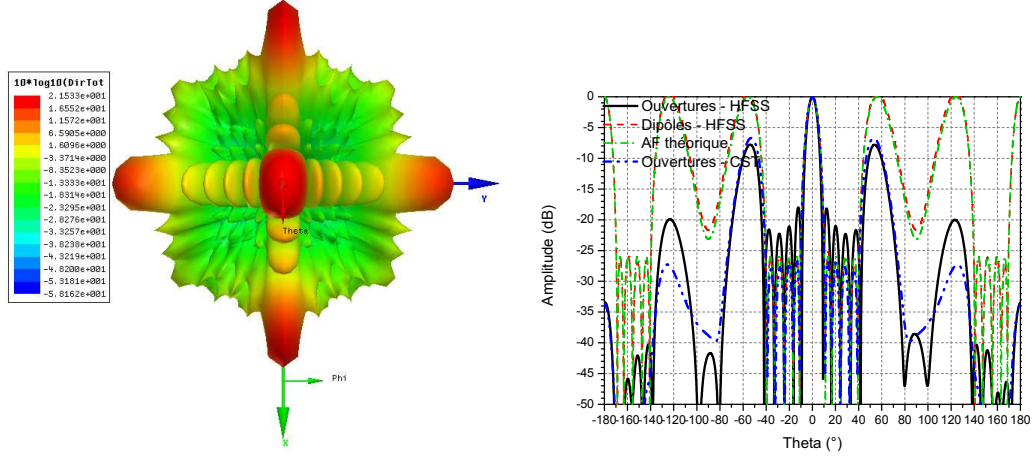 10*log10(DirTot
2.1533e+001
1.6552e+001
1.1572e+001
6.5905e+000
1.6096e+000
-3.3714e+000
-8.3523e+000
-1.3333e+001
-1.8314e+001
-2.3295e+001
-2.8276e+001
-3.3257e+001
-3.8238e+001
-4.3219e+001
-4.8200e+001
-5.3181e+001
-5.8162e+001
Y
Theta
Phi
X
Ouvertures - HFSS
Dipôles - HFSS
AF théorique
Ouvertures - CST
Amplitude (dB)
0
-5
-10
-15
-20
-25
-30
-35
-40
-45
-50
-180 -160 -140 -120 -100 -80 -60 -40 -20 0 20 40 60 80 100 120 140 160 180
Theta (°)